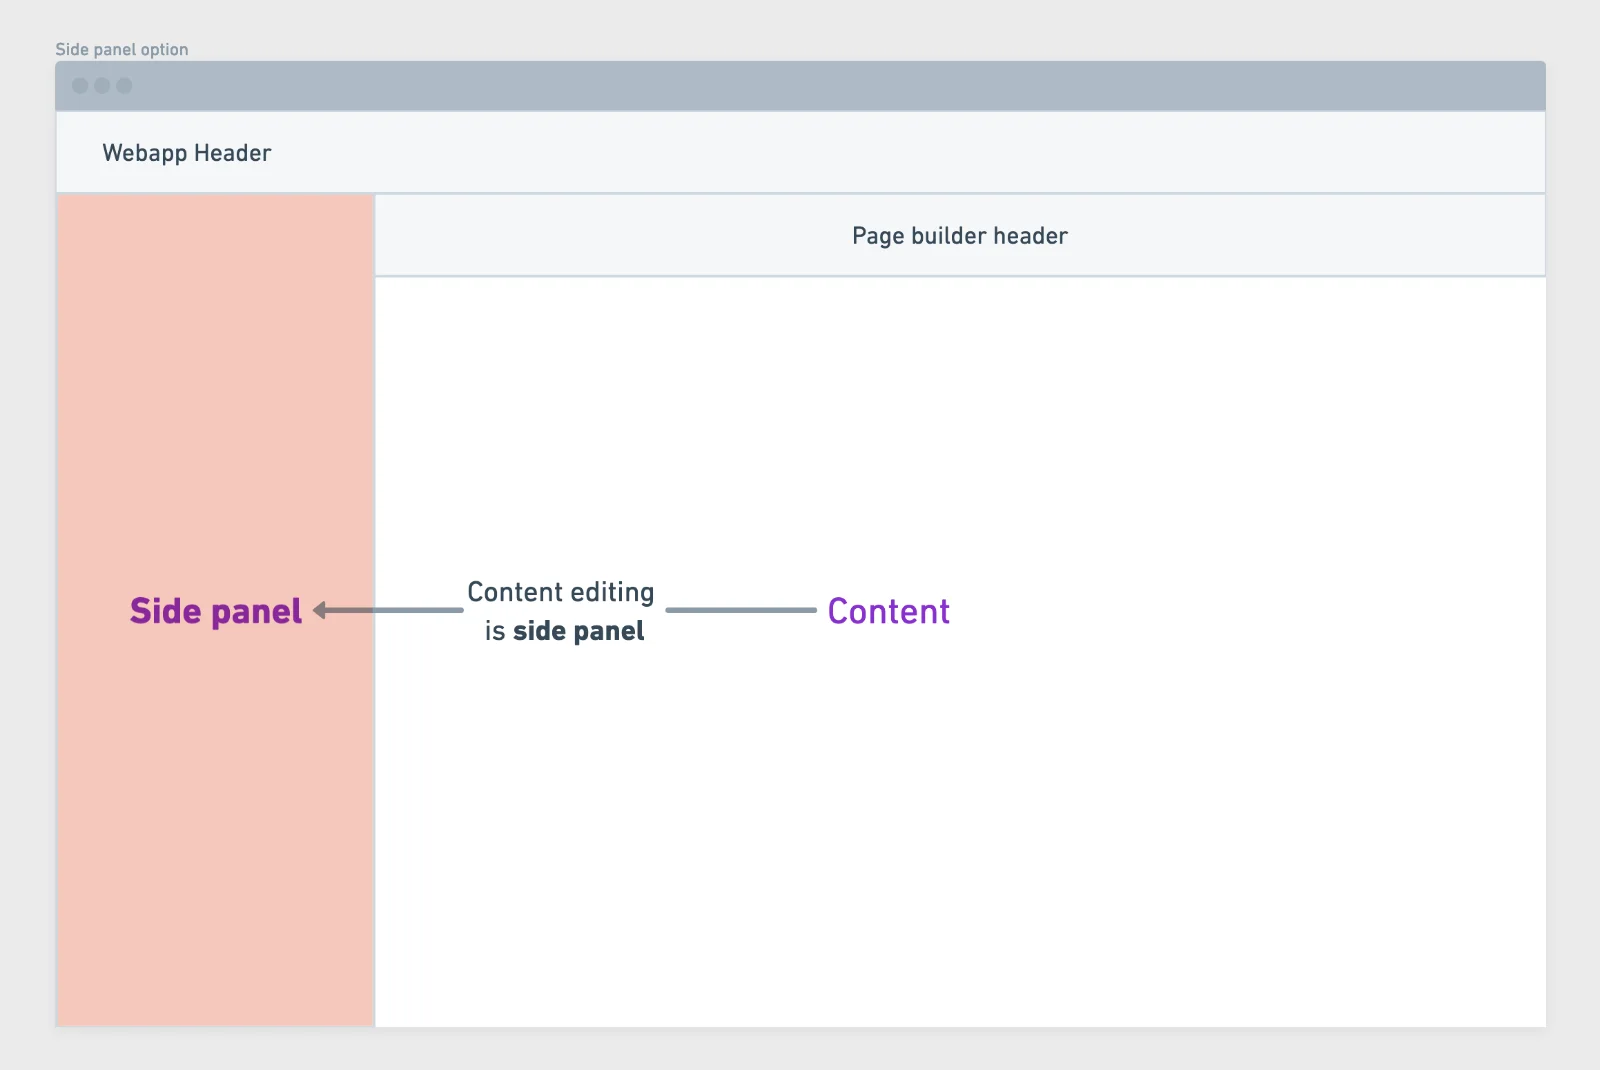 Side panel option
Webapp Header
Page builder header
Side panel
Content editing
is side panel
Content